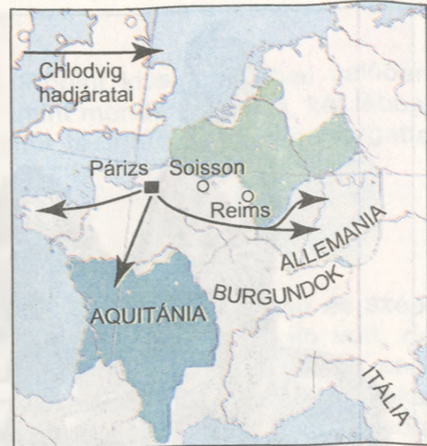 Chlodvig
hadjáratai
Párizs
Soisson
Reims
ALLEMANIA
BURGUNDOK
AQUITÁNIA
ITÁLIA